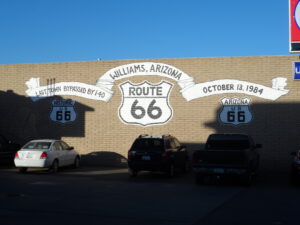 WILLIAMS, ARIZONA
LAST TOWN BYPASSED BY I-40
OCTOBER 13, 1984
ROUTE
66
66
ARIZONA
66